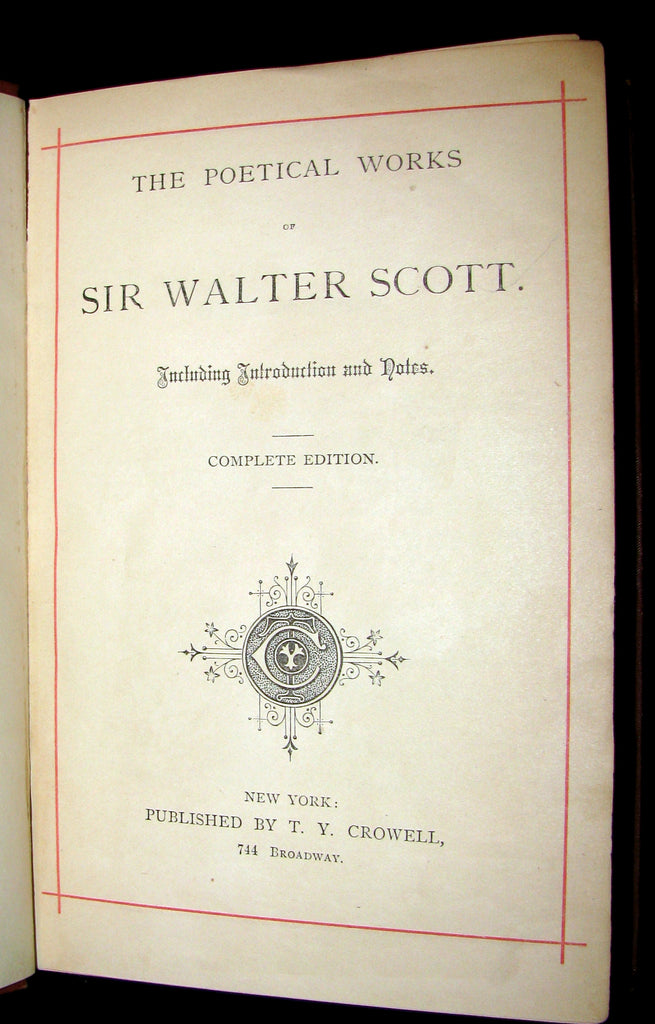 THE POETICAL WORKS
OF
SIR WALTER SCOTT.
Including Introduction and Notes.
COMPLETE EDITION.
NEW YORK:
PUBLISHED BY T. Y. CROWELL,
744 BROADWAY.